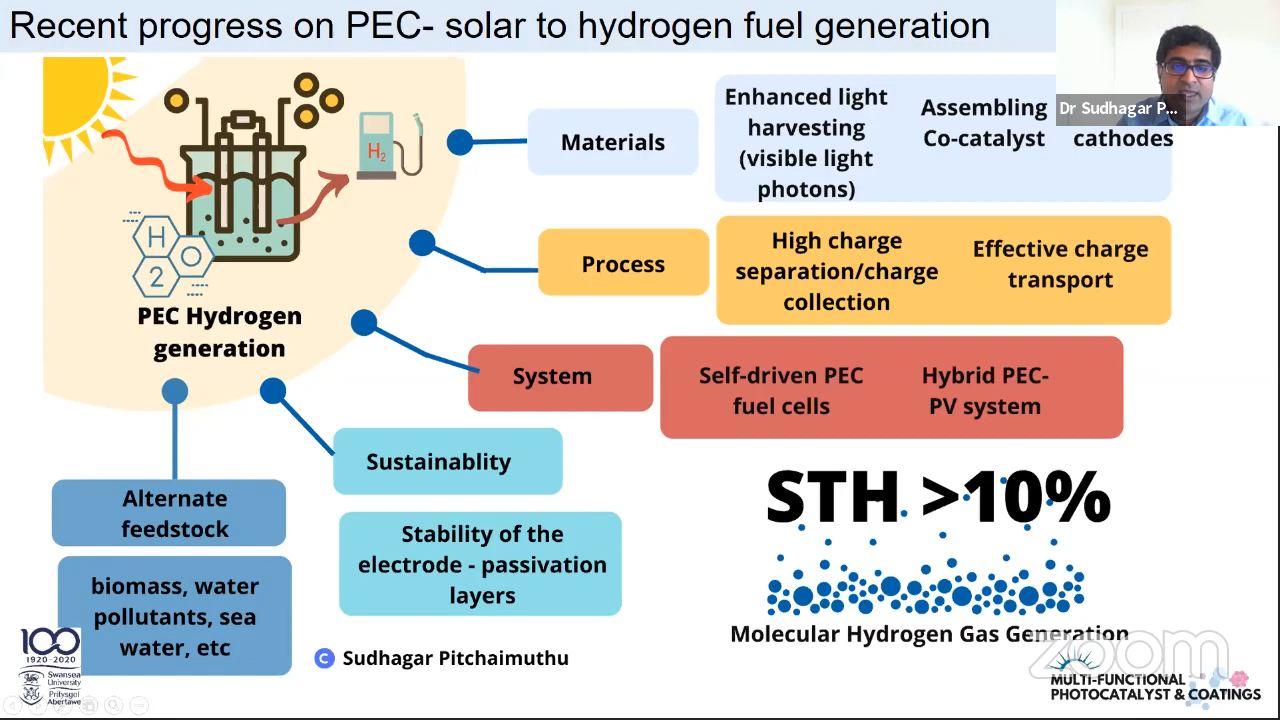 Recent progress on PEC- solar to hydrogen fuel generation
Dr Sudhagar P...
H2
H
O
2
PEC Hydrogen
generation
Materials
Enhanced light
harvesting
(visible light
photons)
Assembling
Co-catalyst
cathodes
Process
High charge
separation/charge
collection
Effective charge
transport
System
Self-driven PEC
fuel cells
Hybrid PEC-
PV system
Sustainablity
Stability of the
electrode - passivation
layers
Alternate
feedstock
biomass, water
pollutants, sea
water, etc
STH >10%
Molecular Hydrogen Gas Generation
C Sudhagar Pitchaimuthu
100
1920-2020
Swansea
University
Prifysgol
Abertawe
zoom
MULTI-FUNCTIONAL
PHOTOCATALYST & COATINGS